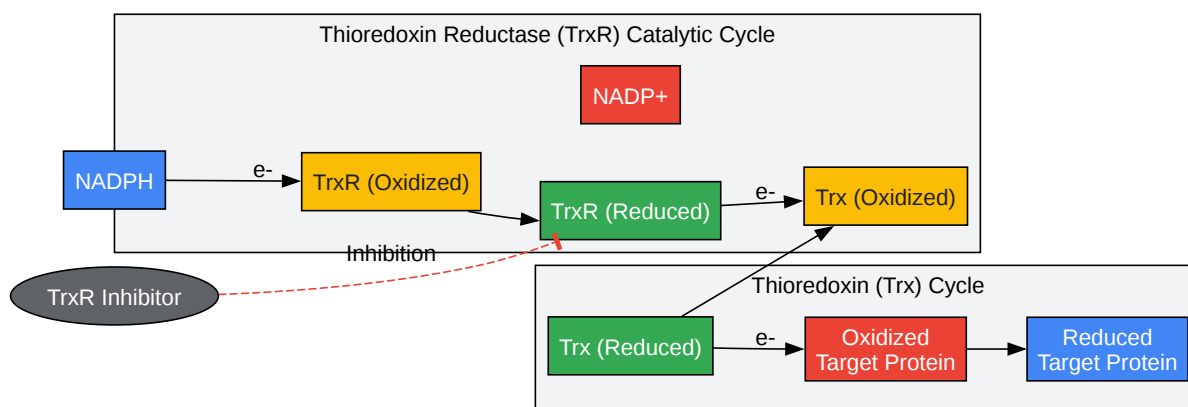 Thioredoxin Reductase (TrxR) Catalytic Cycle
NADP+
NADPH
e-
TrxR (Oxidized)
TrxR (Reduced)
e-
Trx (Oxidized)
Inhibition
TrxR Inhibitor
Thioredoxin (Trx) Cycle
Trx (Reduced)
e-
Oxidized
Target Protein
Reduced
Target Protein